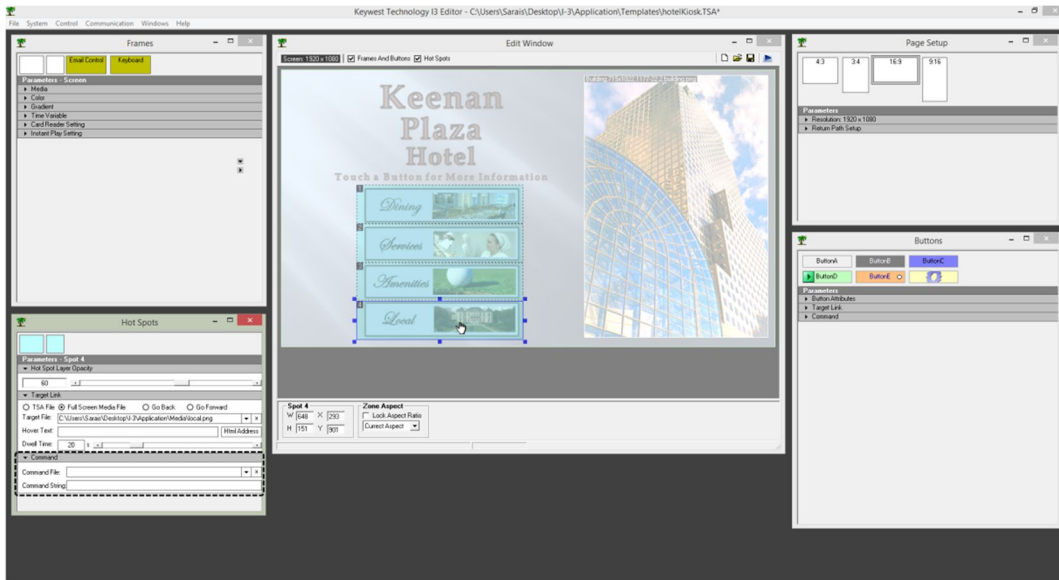 Keywest Technology I3 Editor - C:\Users\Sarais\Desktop\I-3\Application\Templates\hotelKiosk.TSA*
File System Control Communication Windows Help
Frames
Email Control Keyboard
Parameters - Screen
Media
Color
Gradient
Time Variable
Card Reader Setting
Instant Play Setting
Hot Spots
Parameters - Spot 4
Hot Spot Layer Opacity
60
Target Link
TSA File Full Screen Media File Go Back Go Forward
Target File: C:\Users\Sarais\Desktop\I-3\Application\Media\local.png
Hover Text: Html Address
Dwell Time: 20 s
Command
Command File:
Command String:
Edit Window
Screen: 1920 x 1080 Frames And Buttons Hot Spots
Keenan
Plaza
Hotel
Touch a Button for More Information
1
Dining
2
Services
3
Amenities
4
Local
Spot 4
W 648 X 293
H 151 Y 901
Zone Aspect
Lock Aspect Ratio
Currect Aspect
Page Setup
4:3 3:4 16:9 9:16
Parameters
Resolution: 1920 x 1080
Return Path Setup
Buttons
ButtonA ButtonB ButtonC
ButtonD ButtonE
Parameters
Button Attributes
Target Link
Command